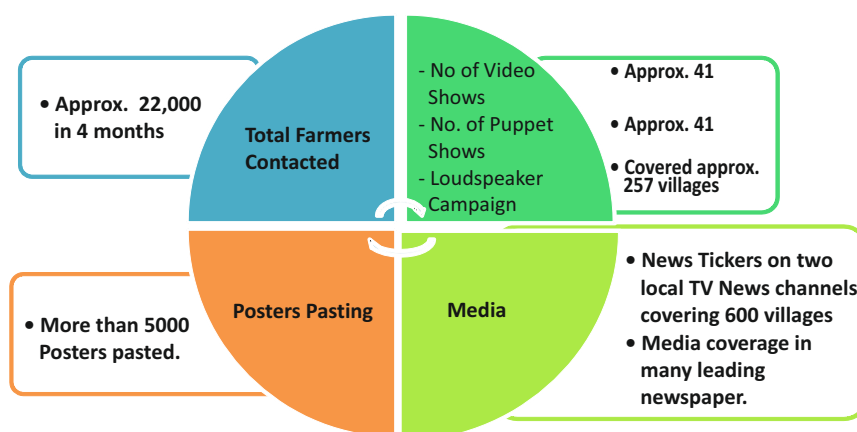 • Approx. 22,000
in 4 months
Total Farmers
Contacted
- No of Video
Shows
- No. of Puppet
Shows
- Loudspeaker
Campaign
• Approx. 41
• Approx. 41
• Covered approx.
257 villages
• More than 5000
Posters pasted.
Posters Pasting
Media
• News Tickers on two
local TV News channels
covering 600 villages
• Media coverage in
many leading
newspaper.